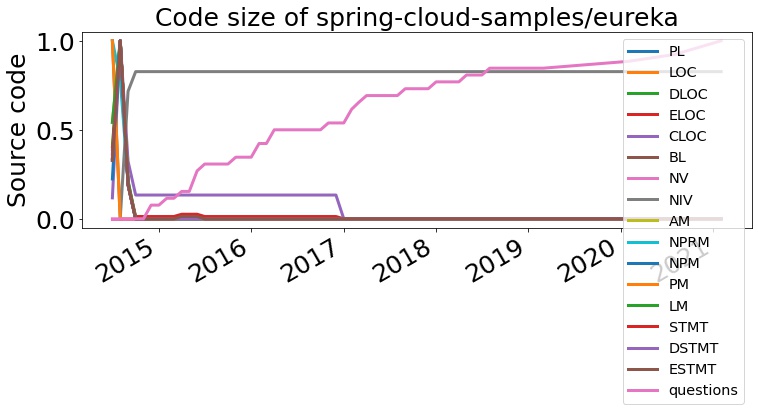 Code size of spring-cloud-samples/eureka
Source code
1.0
0.5
0.0
2015
2016
2017
2018
2019
2020
2021
PL
LOC
DLOC
ELOC
CLOC
BL
NV
NIV
AM
NPRM
NPM
PM
LM
STMT
DSTMT
ESTMT
questions